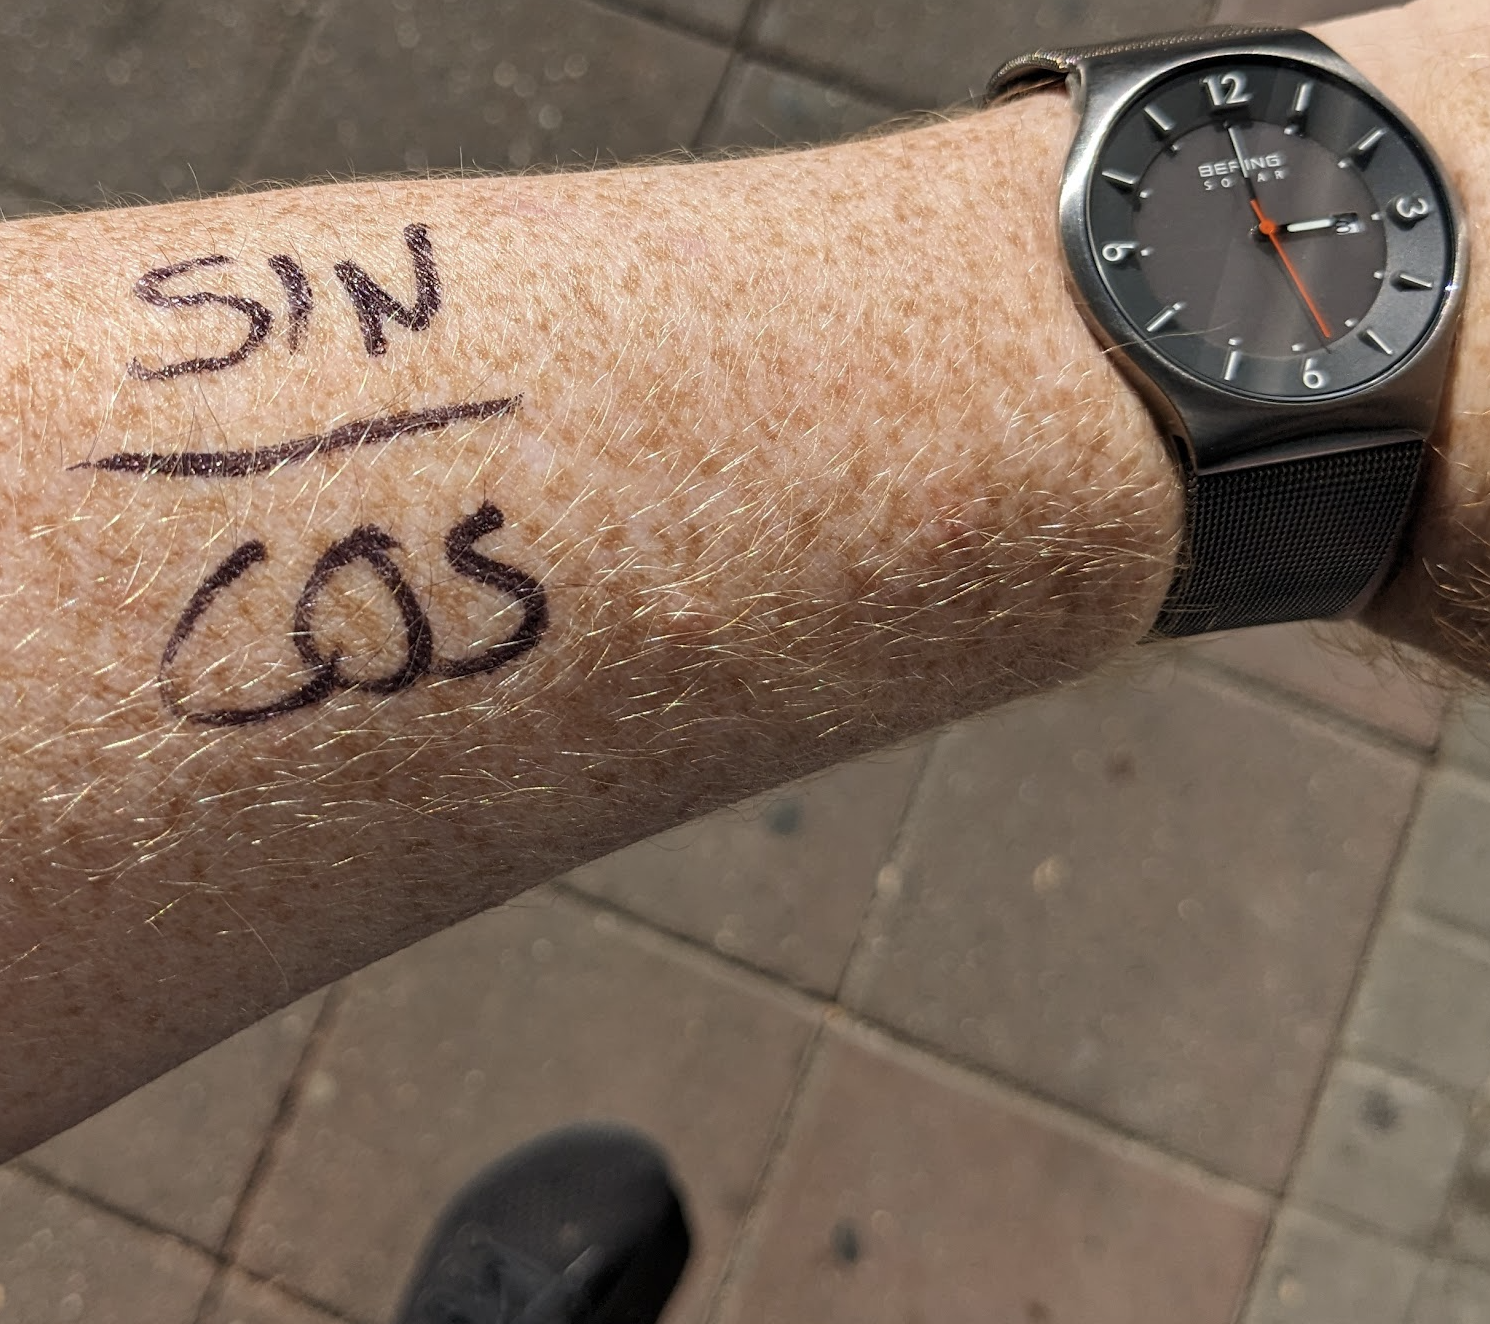 SIN
COS
12
3
6
9
BERING
SOLAR